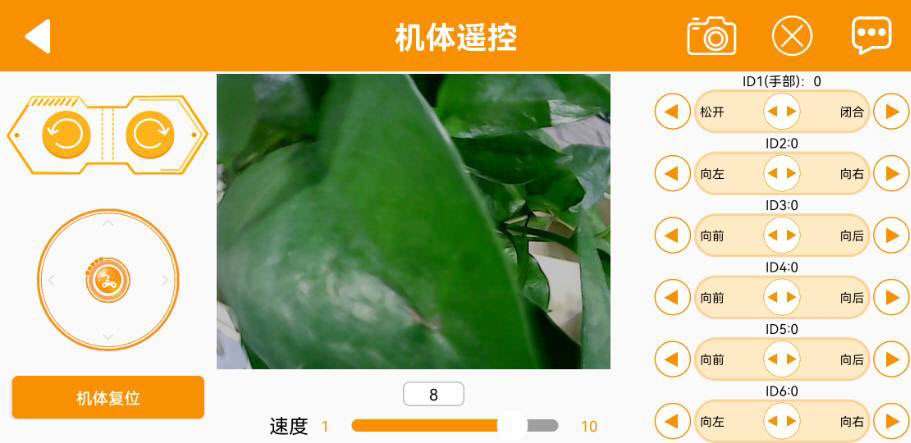 机体遥控
ID1(手部): 0
松开 闭合
ID2:0
向左 向右
ID3:0
向前 向后
ID4:0
向前 向后
ID5:0
向前 向后
ID6:0
向左 向右
机体复位
8
速度 1 10